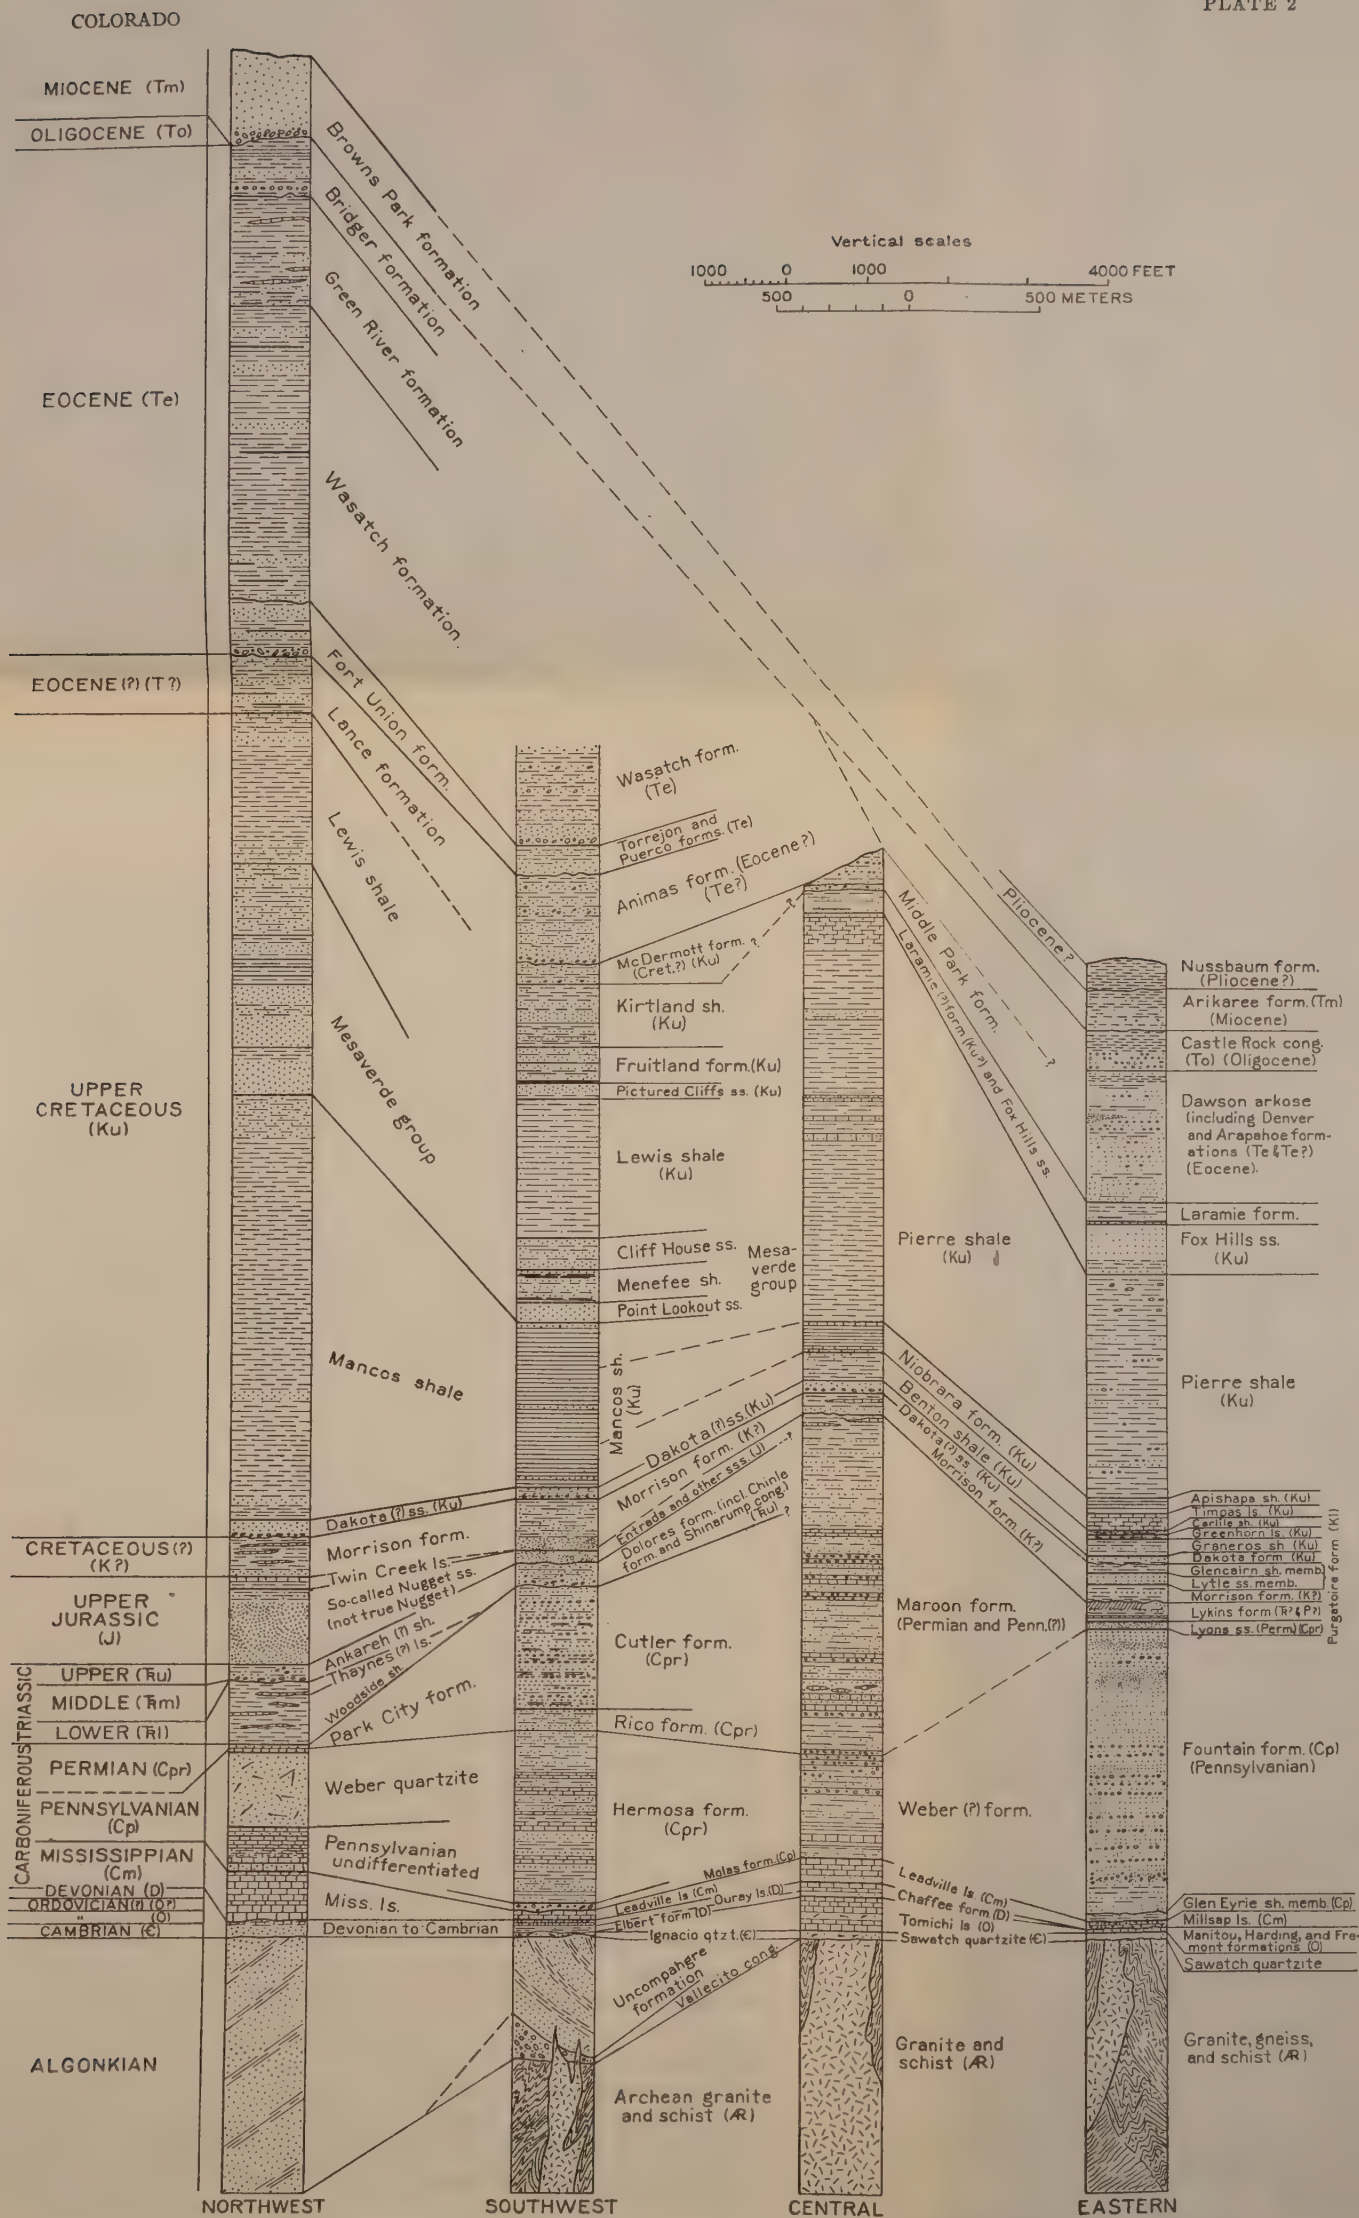 COLORADO
PLATE 2
Vertical scales
1000 0 1000 4000 FEET
500 0 500 METERS
MIOCENE (Tm)
OLIGOCENE (To)
EOCENE (Te)
EOCENE (?) (T?)
UPPER
CRETACEOUS
(Ku)
CRETACEOUS (?)
(K?)
UPPER
JURASSIC
(J)
TRIASSIC
UPPER (Ꞧu)
MIDDLE (Ꞧm)
LOWER (Ꞧl)
CARBONIFEROUS
PERMIAN (Cpr)
PENNSYLVANIAN
(Cp)
MISSISSIPPIAN
(Cm)
DEVONIAN (D)
ORDOVICIAN(?) (O?)
" (O)
CAMBRIAN (Ꞓ)
ALGONKIAN
Browns Park formation
Bridger formation
Green River formation
Wasatch formation
Fort Union form.
Lance formation
Lewis shale
Mesaverde group
Mancos shale
Dakota (?) ss. (Ku)
Morrison form.
Twin Creek ls.
So-called Nugget ss.
(not true Nugget)
Ankareh (?) sh.
Thaynes (?) ls.
Woodside sh.
Park City form.
Weber quartzite
Pennsylvanian
undifferentiated
Miss. ls.
Devonian to Cambrian
NORTHWEST
Wasatch form.
(Te)
Torrejon and
Puerco forms. (Te)
Animas form. (Eocene?)
(Te?)
McDermott form. ?
(Cret.?) (Ku)
?
Kirtland sh.
(Ku)
Fruitland form. (Ku)
Pictured Cliffs ss. (Ku)
Lewis shale
(Ku)
Cliff House ss.
Menefee sh.
Point Lookout ss.
Mesa-
verde
group
Mancos sh.
(Ku)
Dakota (?) ss. (Ku)
Morrison form. (K?)
Entrada and other sss. (J) ?
Dolores form. (incl. Chinle
form. and Shinarump cong.)
(Ꞧu) ?
Cutler form.
(Cpr)
Rico form. (Cpr)
Hermosa form.
(Cpr)
Molas form. (Cp)
Leadville ls (Cm)
Ouray ls. (D)
Elbert form (D)
Ignacio qtzt. (Ꞓ)
Uncompahgre
formation
Vallecito cong.
Archean granite
and schist (AR)
SOUTHWEST
Middle Park form.
?
Laramie (?) form (Ku?) and Fox Hills ss.
Pierre shale
(Ku)
Niobrara form. (Ku)
Benton shale (Ku)
Dakota (?) ss (Ku)
Morrison form. (K?)
Maroon form.
(Permian and Penn. (?))
Weber (?) form.
Leadville ls. (Cm)
Chaffee form (D)
Tomichi ls (O)
Sawatch quartzite (Ꞓ)
Granite and
schist (AR)
CENTRAL
Pliocene?
Nussbaum form.
(Pliocene?)
Arikaree form. (Tm)
(Miocene)
Castle Rock cong.
(To) (Oligocene)
Dawson arkose
(including Denver
and Arapahoe form-
ations (Te & Te?)
(Eocene).
Laramie form.
Fox Hills ss.
(Ku)
Pierre shale
(Ku)
Apishapa sh. (Ku)
Timpas ls. (Ku)
Carlile sh. (Ku)
Greenhorn ls. (Ku)
Graneros sh (Ku)
Dakota form (Ku)
Glencairn sh. memb.
Lytle ss. memb.
Purgatoire form (Kl)
Morrison form. (K?)
Lykins form (Ꞧ? & P?)
Lyons ss. (Perm) (Cpr)
Fountain form. (Cp)
(Pennsylvanian)
Glen Eyrie sh. memb. (Cp)
Millsap ls. (Cm)
Manitou, Harding, and Fre-
mont formations (O)
Sawatch quartzite
Granite, gneiss,
and schist (AR)
EASTERN